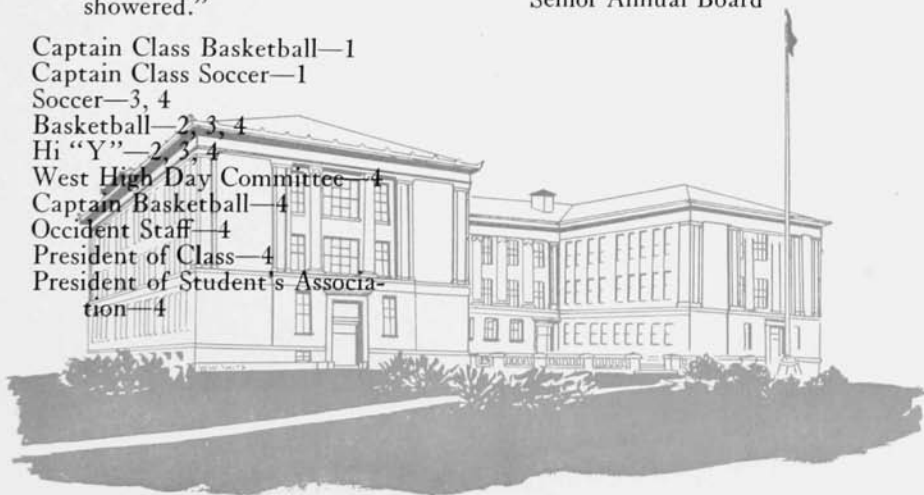 showered.”
Senior Annual Board
Captain Class Basketball—1
Captain Class Soccer—1
Soccer—3, 4
Basketball—2, 3, 4
Hi “Y”—2, 3, 4
West High Day Committee—4
Captain Basketball—4
Occident Staff—4
President of Class—4
President of Student's Associa-
tion—4